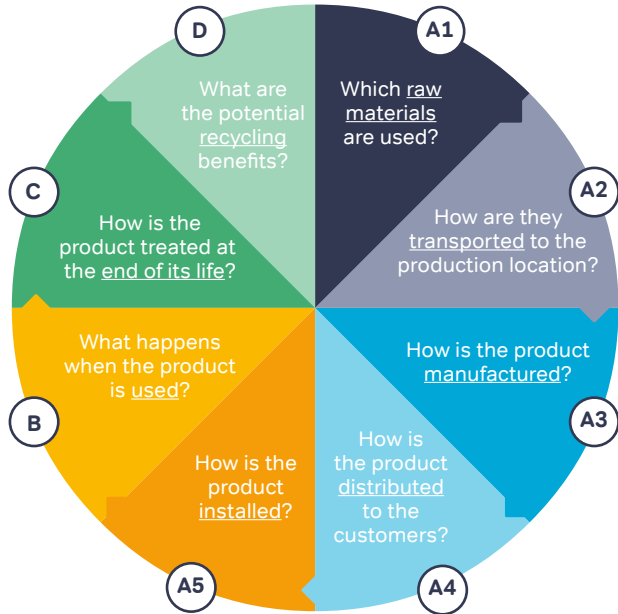 A1
Which raw
materials
are used?
A2
How are they
transported to the
production location?
A3
How is the product
manufactured?
A4
How is
the product
distributed
to the
customers?
A5
How is the
product
installed?
B
What happens
when the product
is used?
C
How is the
product treated at
the end of its life?
D
What are
the potential
recycling
benefits?